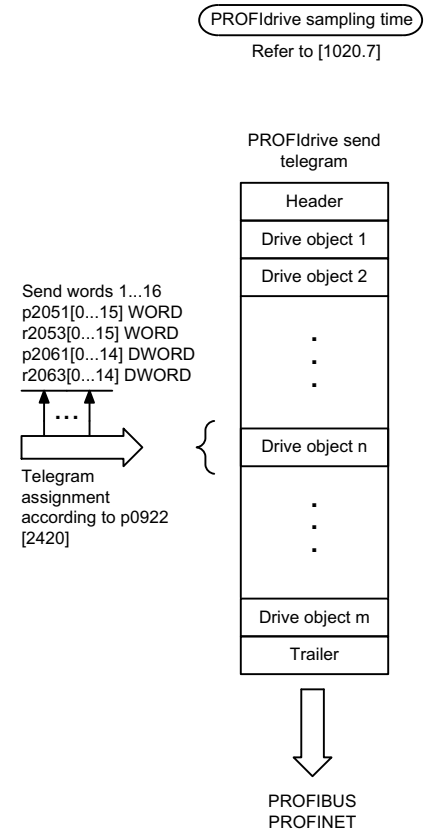 PROFIdrive sampling time
Refer to [1020.7]
PROFIdrive send
telegram
Header
Drive object 1
Drive object 2
Send words 1...16
p2051[0...15] WORD
r2053[0...15] WORD
p2061[0...14] DWORD
r2063[0...14] DWORD
...
Drive object n
Telegram
assignment
according to p0922
[2420]
Drive object m
Trailer
PROFIBUS
PROFINET